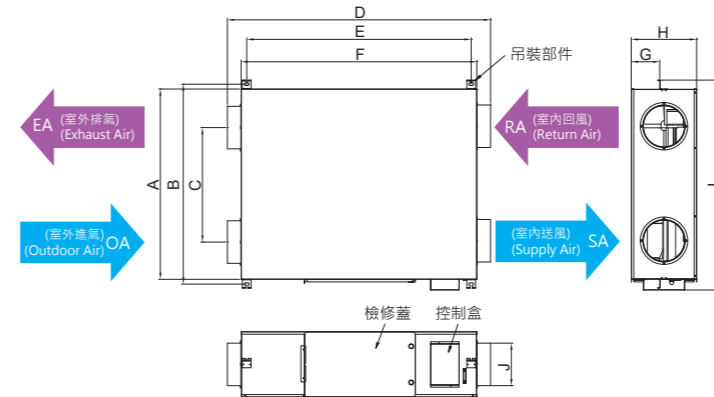 D
E
F
吊裝部件
H
G
EA (室外排氣) (Exhaust Air)
RA (室內回風) (Return Air)
A
B
C
I
(室外進氣) (Outdoor Air) OA
(室內送風) (Supply Air) SA
檢修蓋
控制盒
J